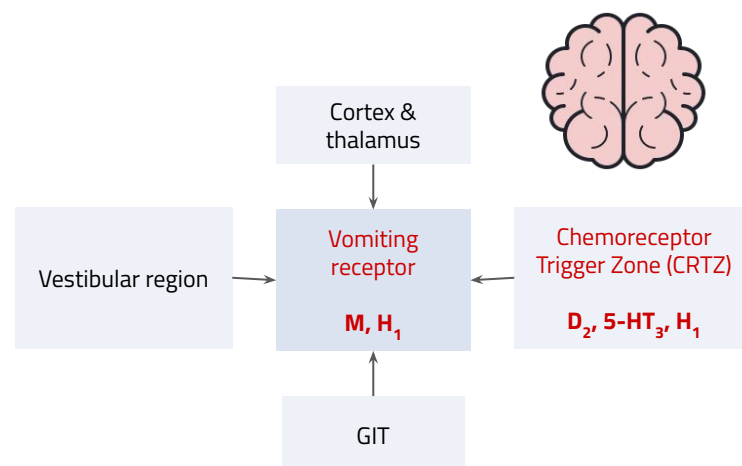 Cortex &
thalamus
Vestibular region
Vomiting
receptor
M, H₁
Chemoreceptor
Trigger Zone (CRTZ)
D₂, 5-HT₃, H₁
GIT